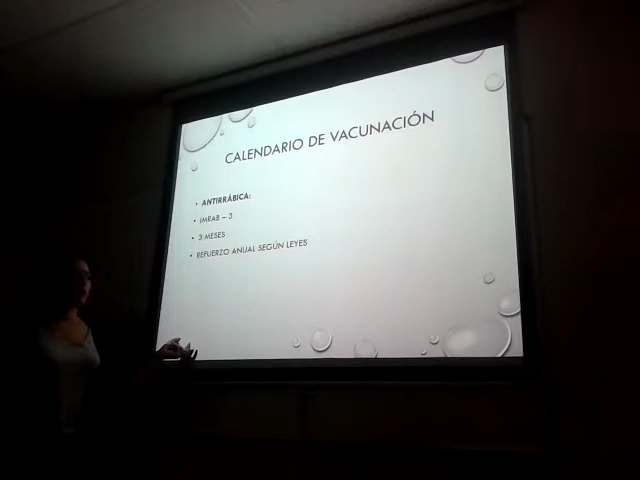 CALENDARIO DE VACUNACIÓN
• ANTIRRÁBICA:
• IMRAB – 3
• 3 MESES
• REFUERZO ANUAL SEGÚN LEYES